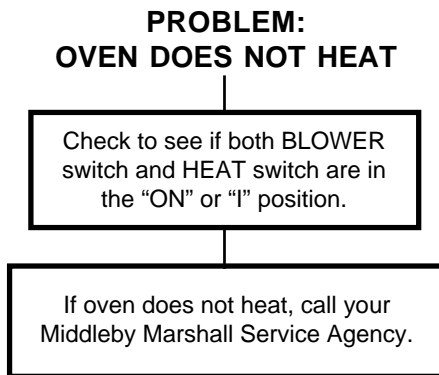 PROBLEM:
OVEN DOES NOT HEAT
Check to see if both BLOWER
switch and HEAT switch are in
the “ON” or “I” position.
If oven does not heat, call your
Middleby Marshall Service Agency.